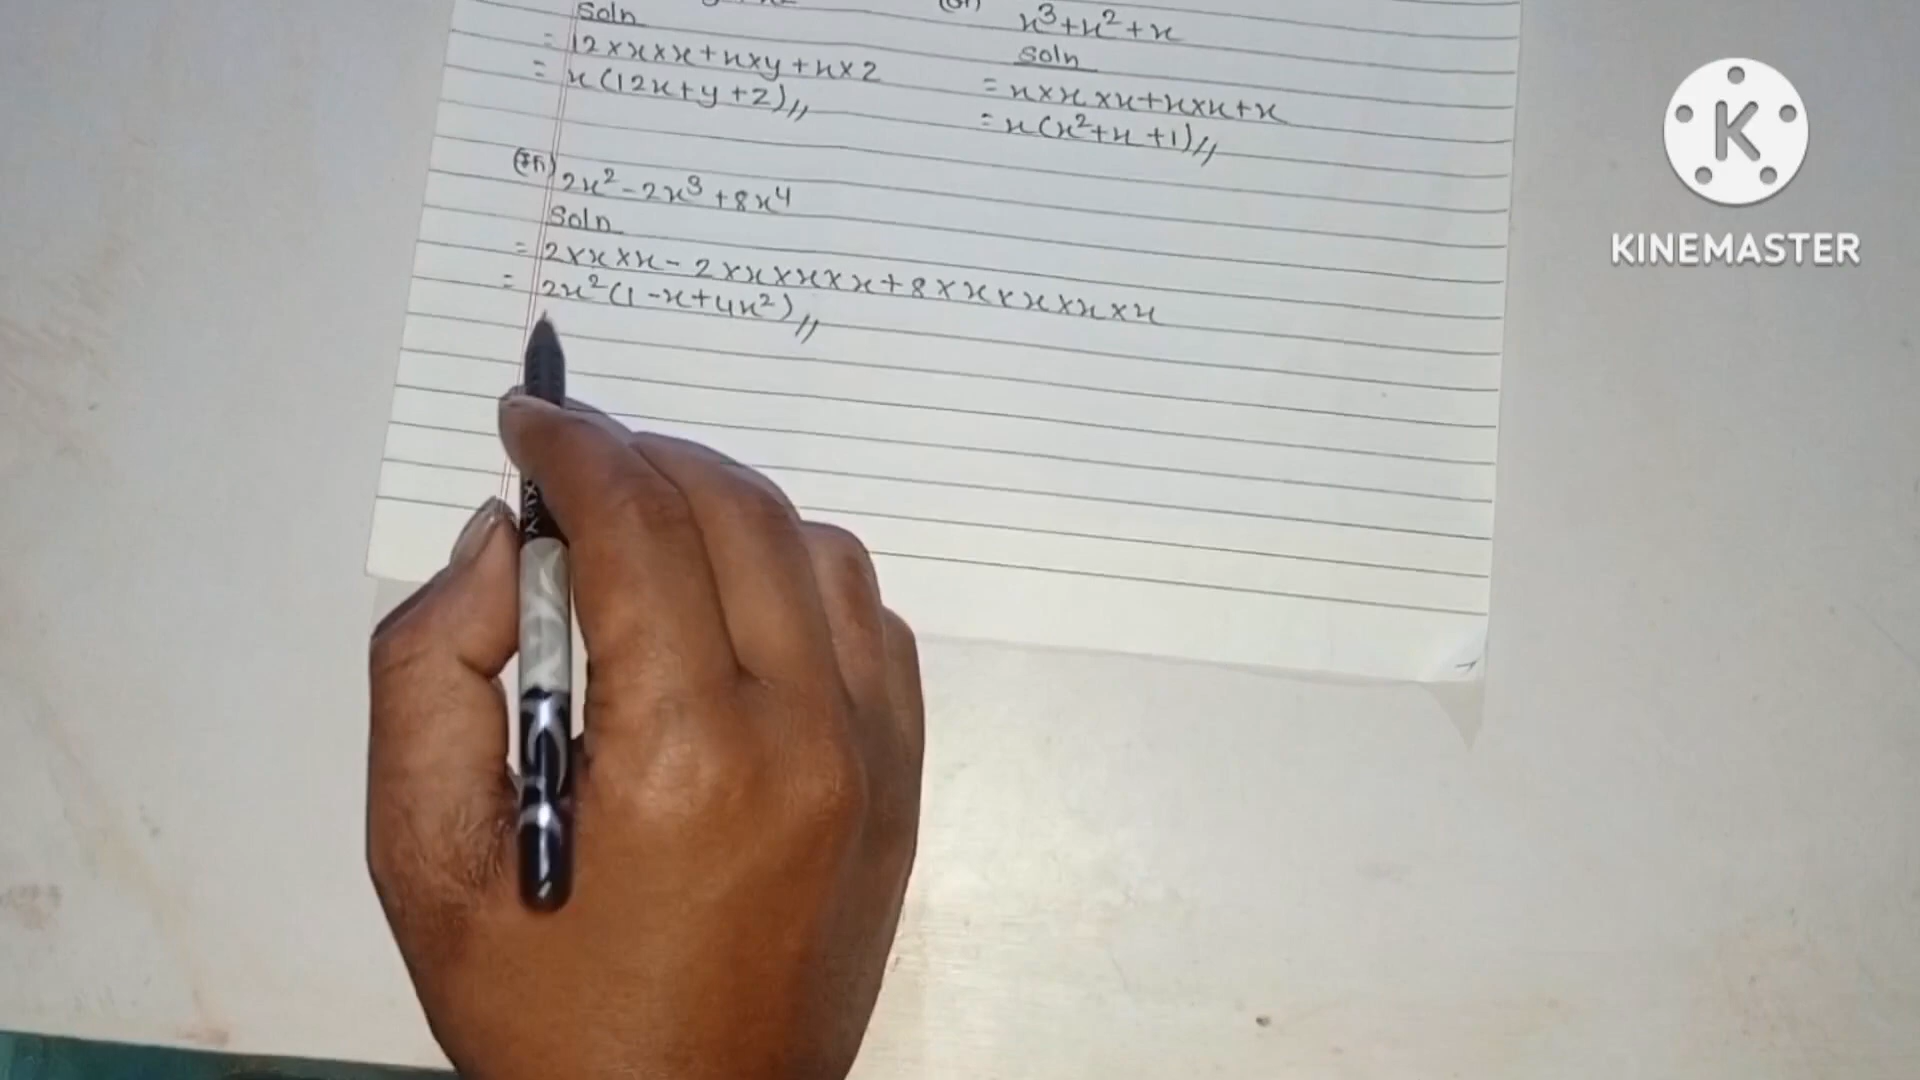 soln
= 12×x×x+x×y+x×2
= x(12x+y+2)//
x³+x²+x
soln
= x×x×x+x×x+x
= x(x²+x+1)//
(झ) 2x²-2x³+8x⁴
soln
= 2×x×x-2×x×x×x+8×x×x×x×x
= 2x²(1-x+4x²)//
K
KINEMASTER